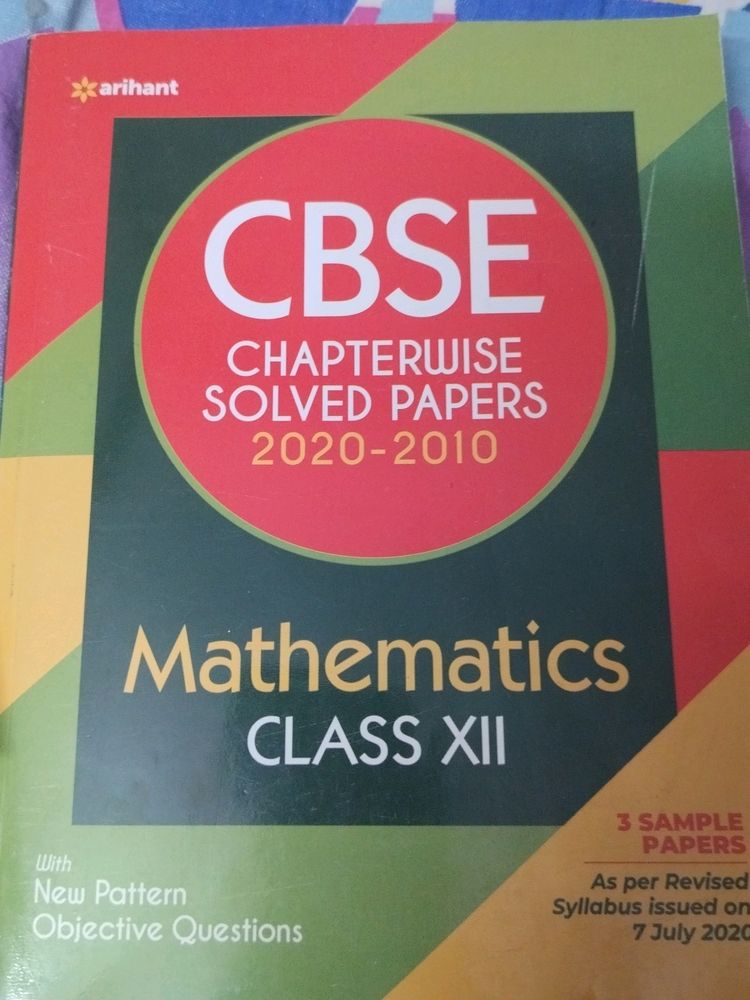 arihant
CBSE
CHAPTERWISE
SOLVED PAPERS
2020-2010
Mathematics
CLASS XII
With
New Pattern
Objective Questions
3 SAMPLE
PAPERS
As per Revised
Syllabus issued on
7 July 2020